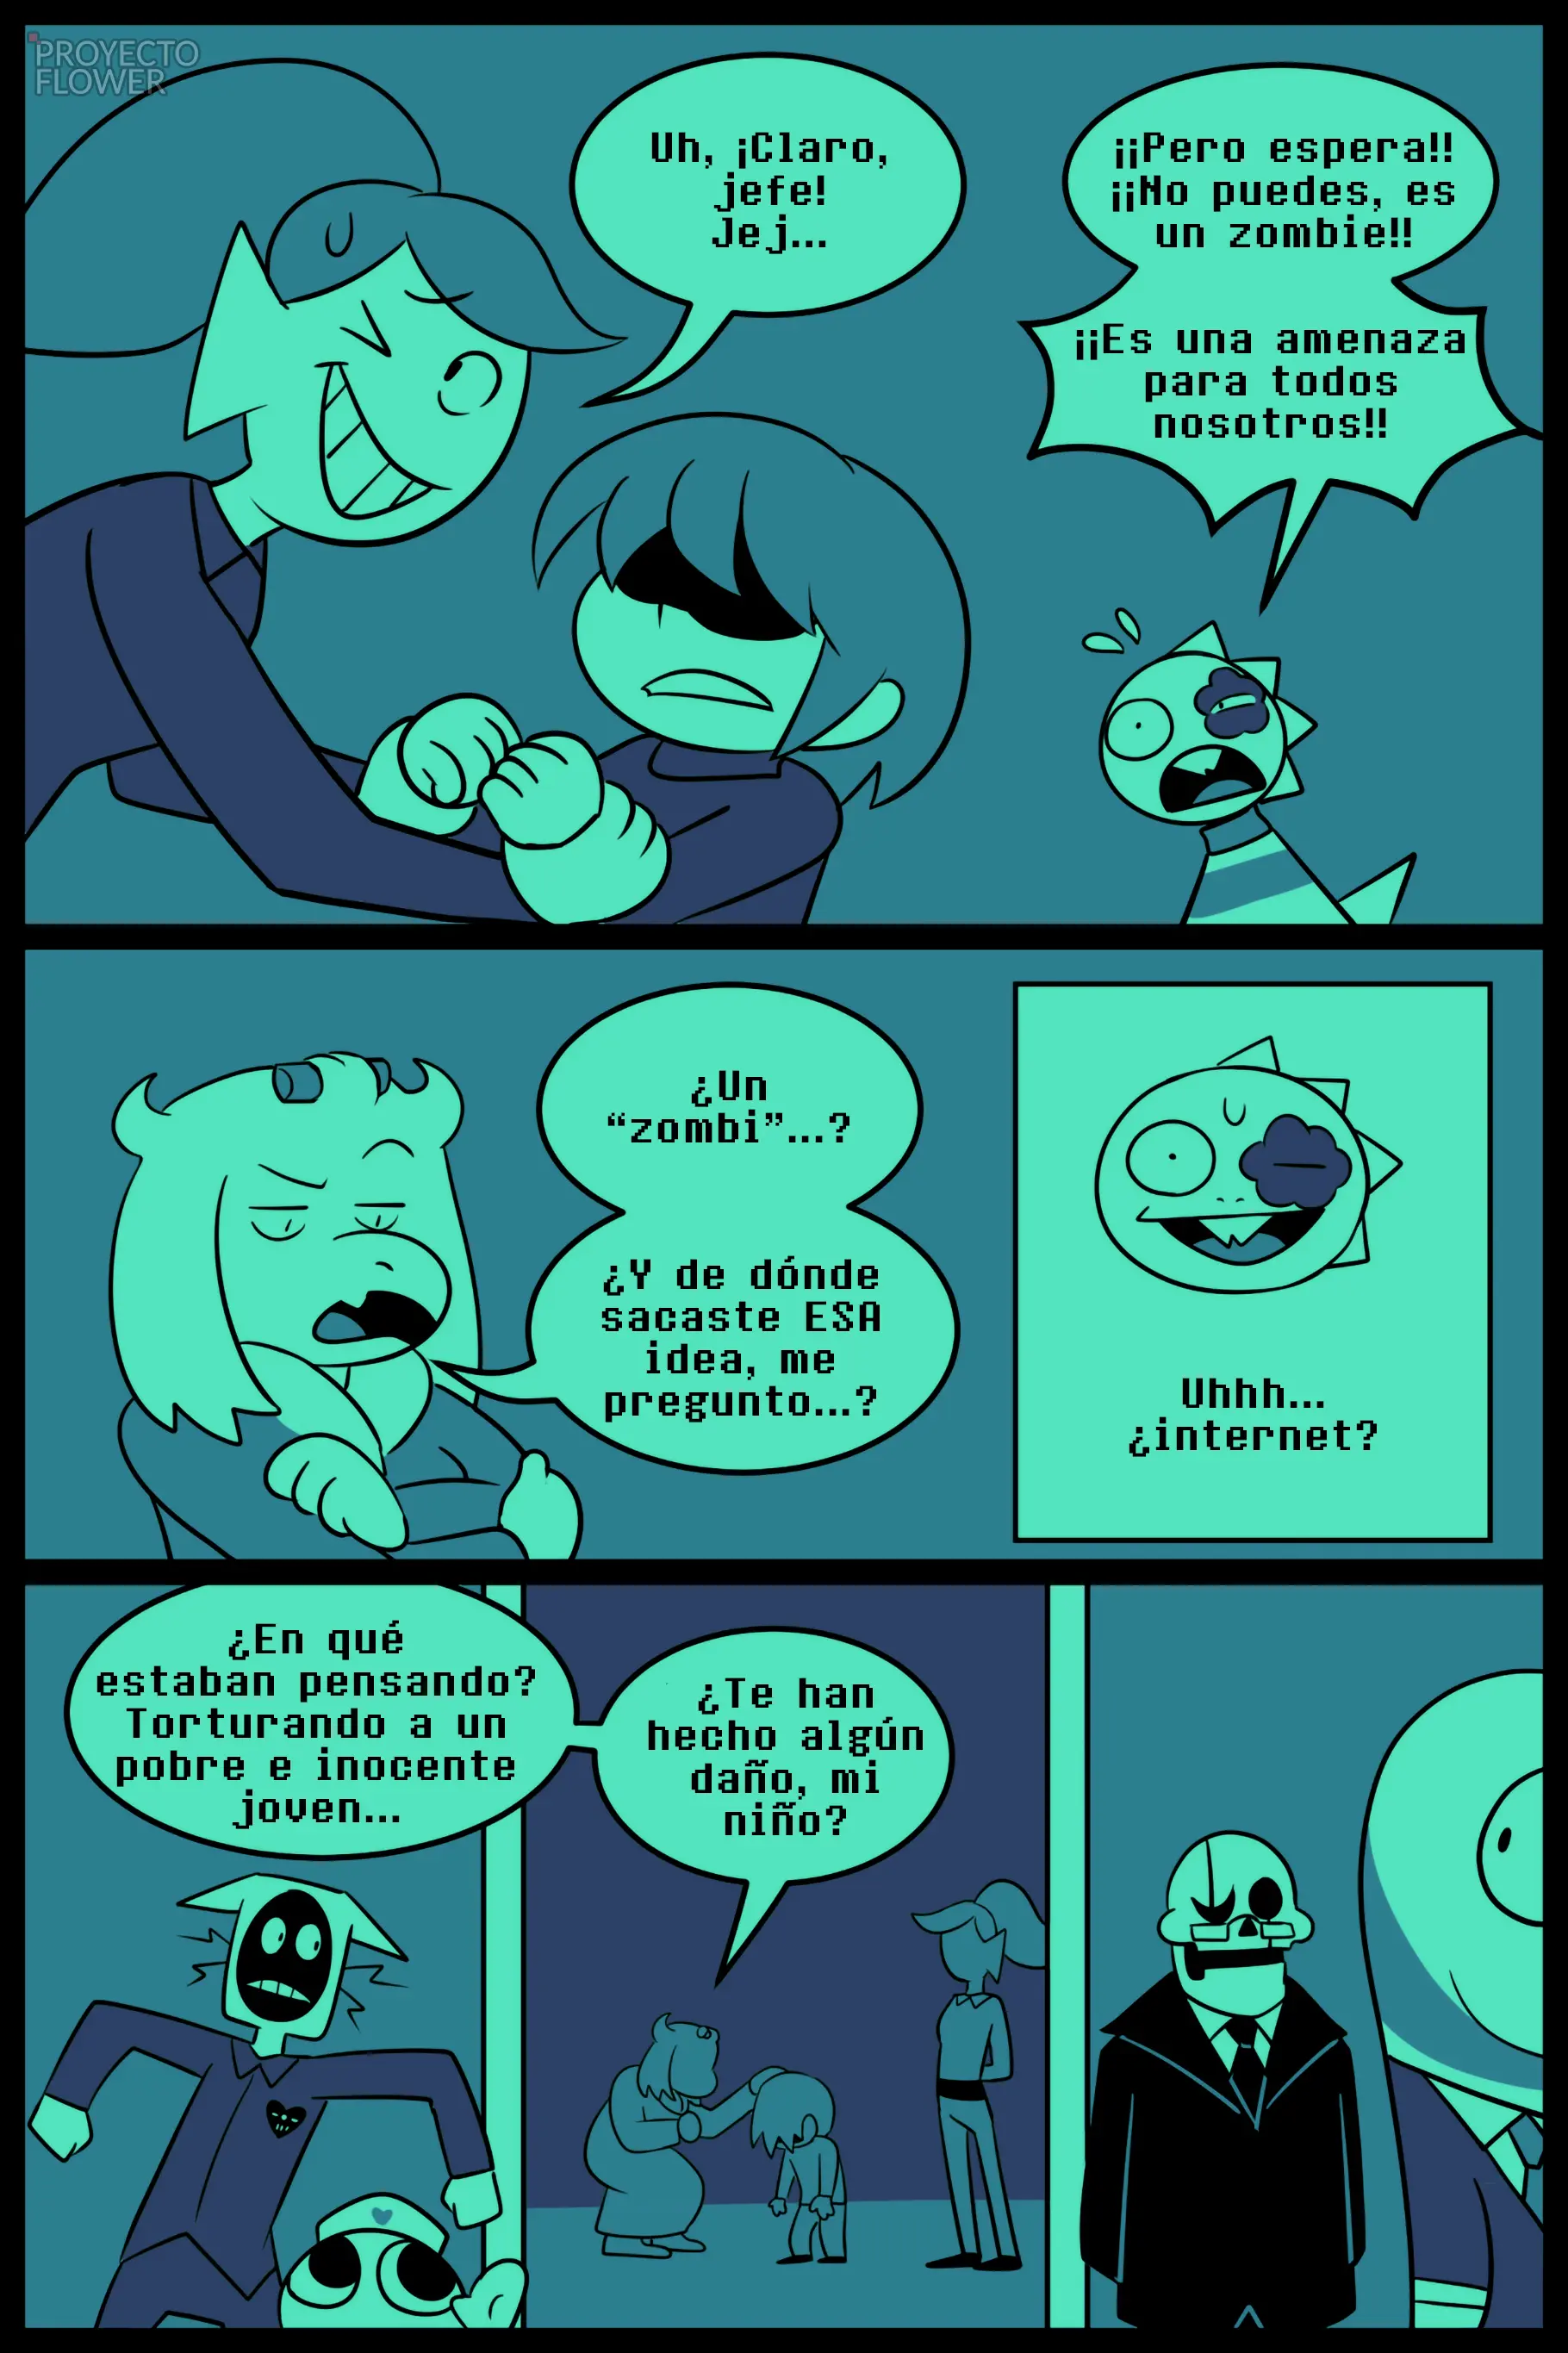 PROYECTO
FLOWER
Uh, ¡Claro,
jefe!
Jej...
¡¡Pero espera!!
¡¡No puedes, es
un zombie!!
¡¡Es una amenaza
para todos
nosotros!!
¿Un
“zombi”...?
¿Y de dónde
sacaste ESA
idea, me
pregunto...?
Uhhh...
¿internet?
¿En qué
estaban pensando?
Torturando a un
pobre e inocente
joven...
¿Te han
hecho algún
daño, mi
niño?